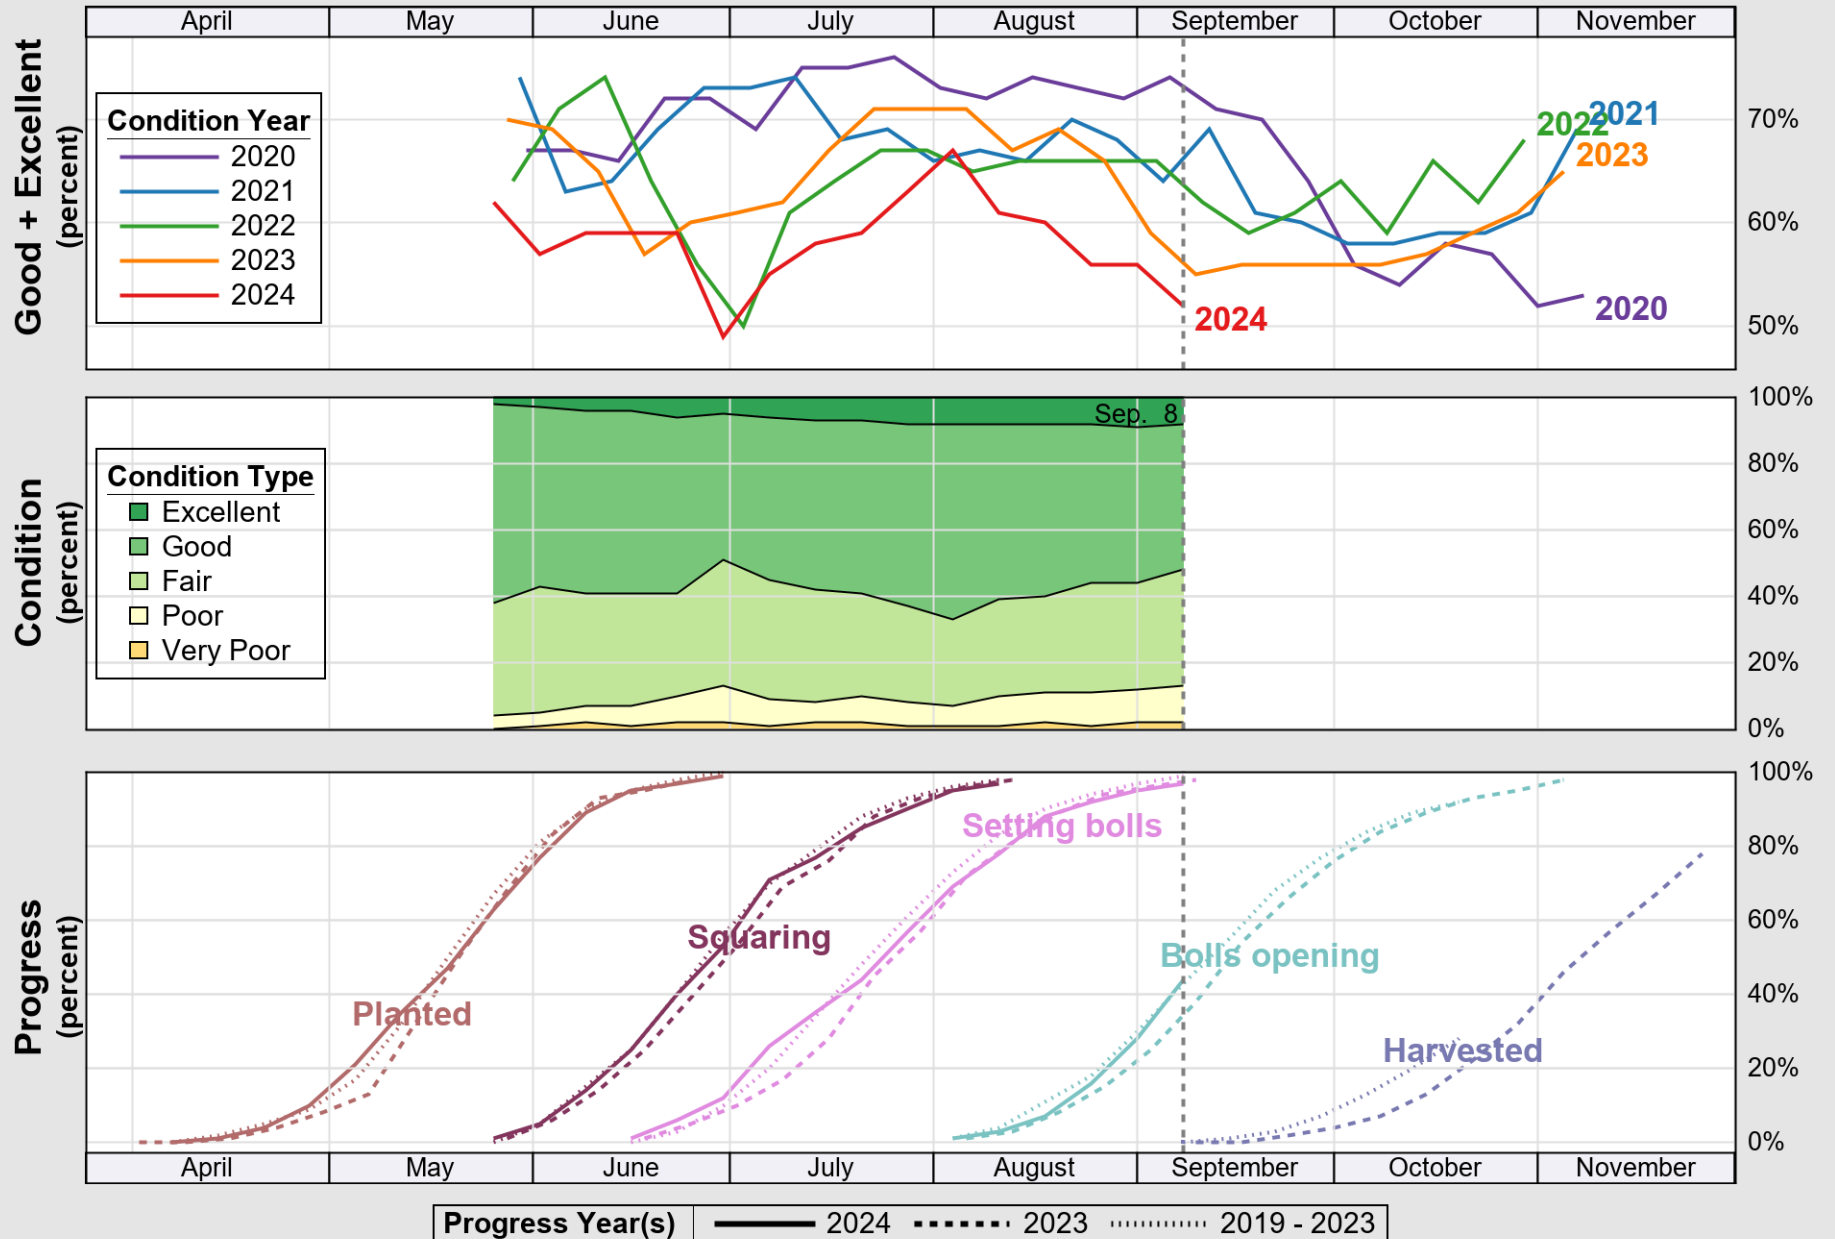 April May June July August September October November
Good + Excellent
(percent)
Condition Year
2020
2021
2022
2023
2024
2022
2021
2023
2024
2020
70%
60%
50%
Condition
(percent)
Condition Type
Excellent
Good
Fair
Poor
Very Poor
Sep. 8
100%
80%
60%
40%
20%
0%
Progress
(percent)
Planted
Squaring
Setting bolls
Bolls opening
Harvested
100%
80%
60%
40%
20%
0%
April May June July August September October November
Progress Year(s) 2024 2023 2019 - 2023